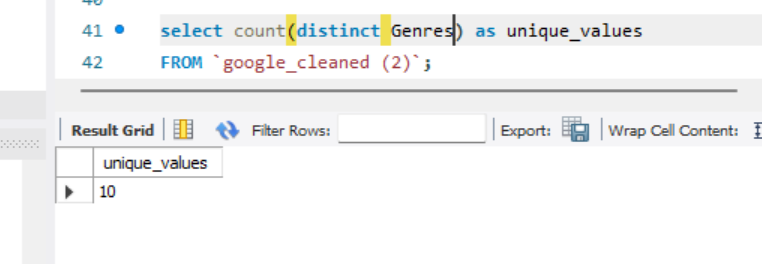 41 select count(distinct Genres) as unique_values
42 FROM `google_cleaned (2)`;
Result Grid Filter Rows: Export: Wrap Cell Content:
unique_values
10